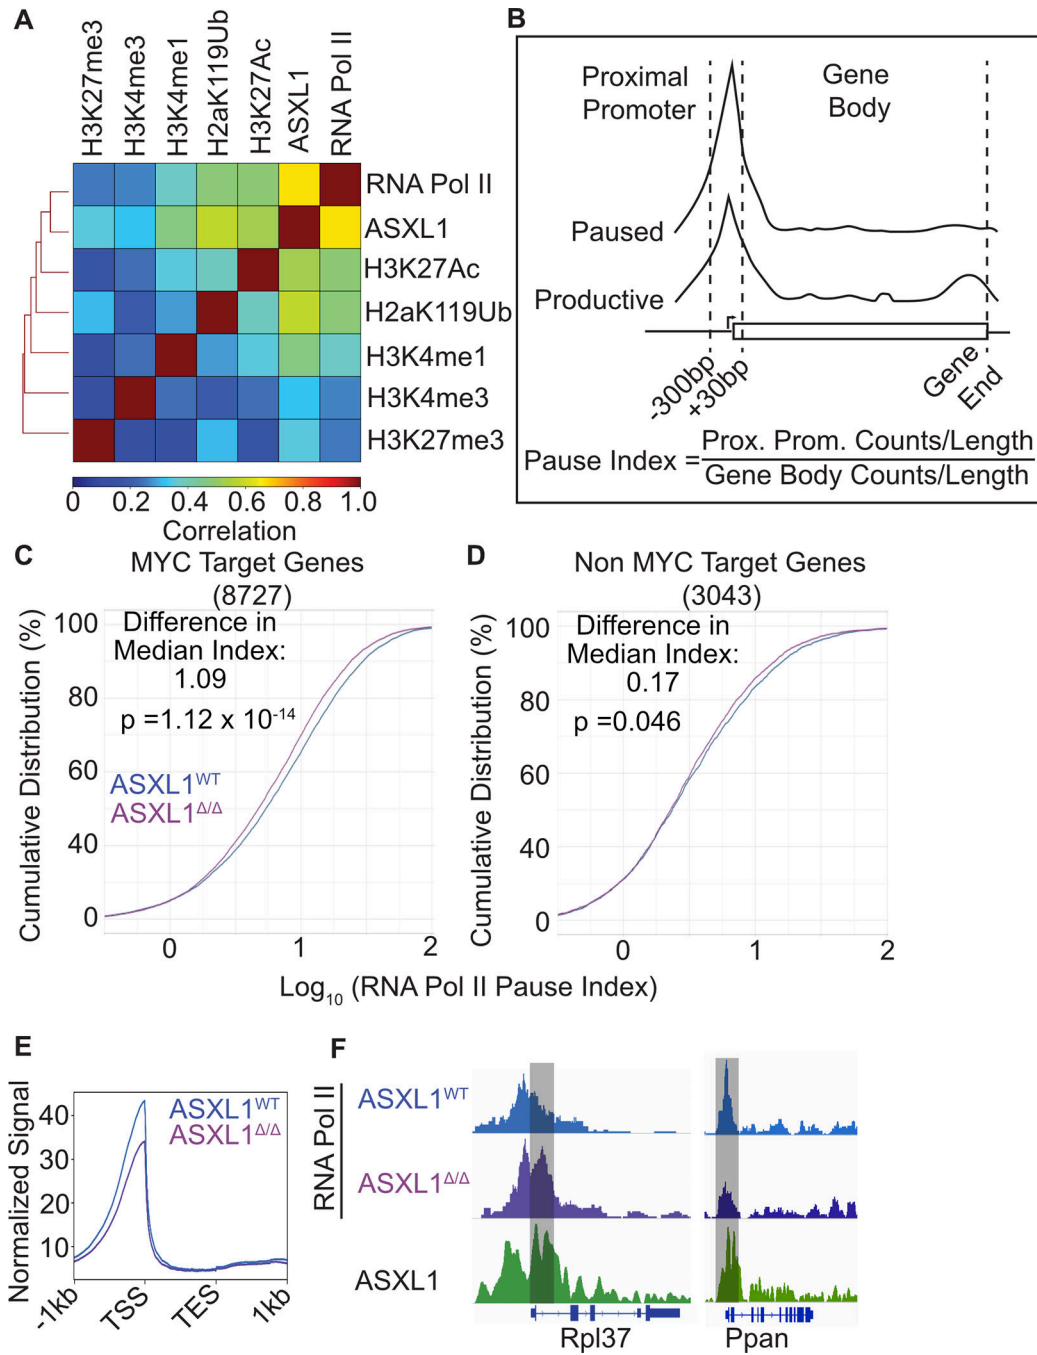 A
H3K27me3
H3K4me3
H3K4me1
H2aK119Ub
H3K27Ac
ASXL1
RNA Pol II
RNA Pol II
ASXL1
H3K27Ac
H2aK119Ub
H3K4me1
H3K4me3
H3K27me3
0 0.2 0.4 0.6 0.8 1.0
Correlation
B
Proximal
Promoter
Gene
Body
Paused
Productive
-300bp
+30bp
Gene
End
Pause Index = Prox. Prom. Counts/Length
Gene Body Counts/Length
C
MYC Target Genes
(8727)
Difference in
Median Index:
1.09
p =1.12 x 10⁻¹⁴
ASXL1ᵂᵀ
ASXL1Δ/Δ
Cumulative Distribution (%)
100
80
60
40
20
0
0 1 2
D
Non MYC Target Genes
(3043)
Difference in
Median Index:
0.17
p =0.046
Cumulative Distribution (%)
100
80
60
40
20
0
0 1 2
Log₁₀ (RNA Pol II Pause Index)
E
Normalized Signal
40
30
20
10
ASXL1ᵂᵀ
ASXL1Δ/Δ
-1kb
TSS
TES
1kb
F
RNA Pol II
ASXL1ᵂᵀ
ASXL1Δ/Δ
ASXL1
Rpl37
Ppan